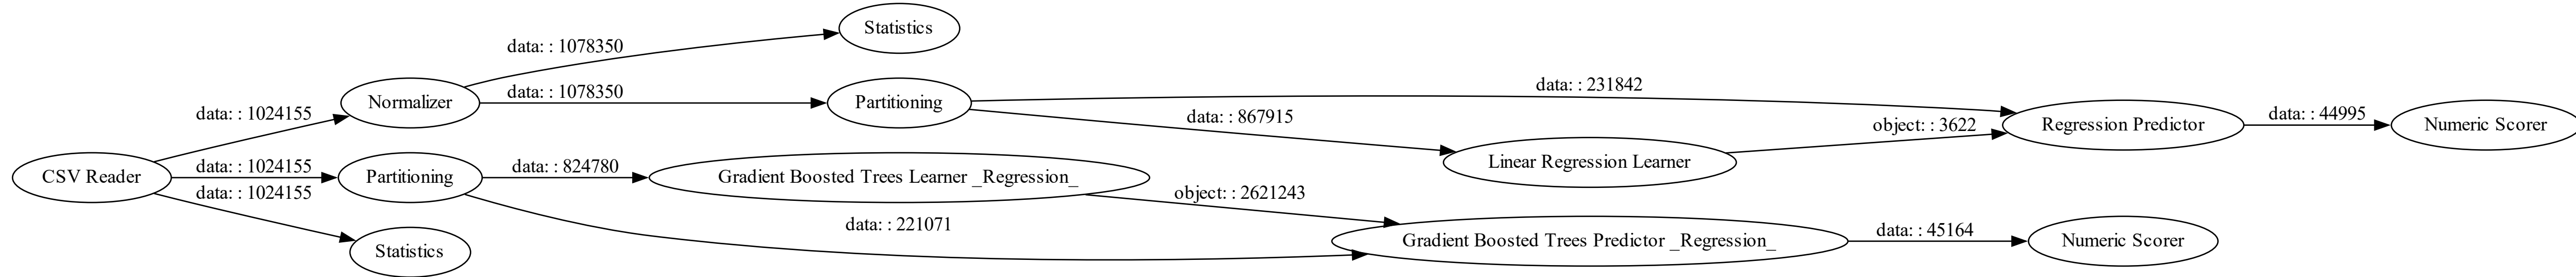 Statistics
data: : 1078350
Normalizer
data: : 1078350
Partitioning
data: : 231842
data: : 867915
data: : 1024155
CSV Reader
data: : 1024155
data: : 1024155
Partitioning
data: : 824780
Gradient Boosted Trees Learner _Regression_
object: : 2621243
data: : 221071
Statistics
Linear Regression Learner
object: : 3622
Regression Predictor
data: : 44995
Numeric Scorer
Gradient Boosted Trees Predictor _Regression_
data: : 45164
Numeric Scorer